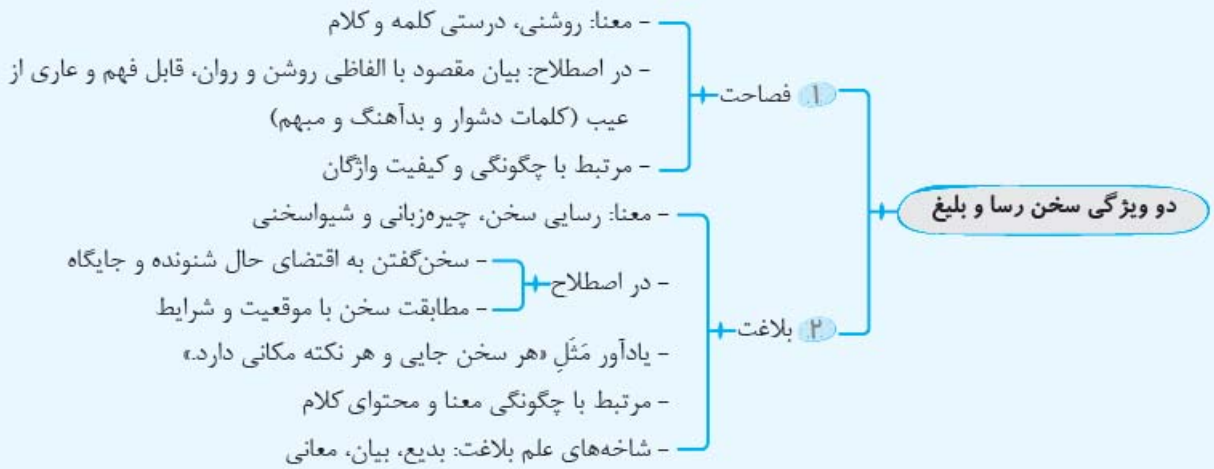 دو ویژگی سخن رسا و بلیغ
۱ فصاحت
- معنا: روشنی، درستی کلمه و کلام
- در اصطلاح: بیان مقصود با الفاظی روشن و روان، قابل فهم و عاری از
عیب (کلمات دشوار و بدآهنگ و مبهم)
- مرتبط با چگونگی و کیفیت واژگان
۲ بلاغت
- معنا: رسایی سخن، چیره‌زبانی و شیواسخنی
- در اصطلاح
- سخن‌گفتن به اقتضای حال شنونده و جایگاه
- مطابقت سخن با موقعیت و شرایط
- یادآور مَثَلِ «هر سخن جایی و هر نکته مکانی دارد.»
- مرتبط با چگونگی معنا و محتوای کلام
- شاخه‌های علم بلاغت: بدیع، بیان، معانی